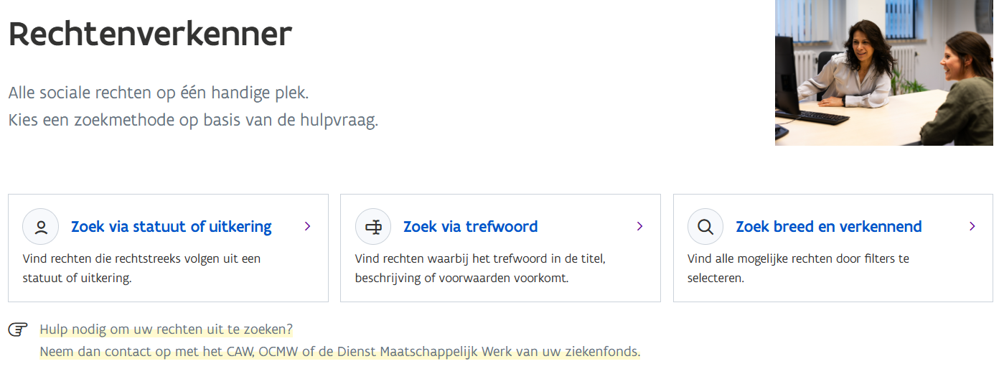 Rechtenverkenner
Alle sociale rechten op één handige plek.
Kies een zoekmethode op basis van de hulpvraag.
Zoek via statuut of uitkering
Vind rechten die rechtstreeks volgen uit een
statuut of uitkering.
Zoek via trefwoord
Vind rechten waarbij het trefwoord in de titel,
beschrijving of voorwaarden voorkomt.
Zoek breed en verkennend
Vind alle mogelijke rechten door filters te
selecteren.
Hulp nodig om uw rechten uit te zoeken?
Neem dan contact op met het CAW, OCMW of de Dienst Maatschappelijk Werk van uw ziekenfonds.